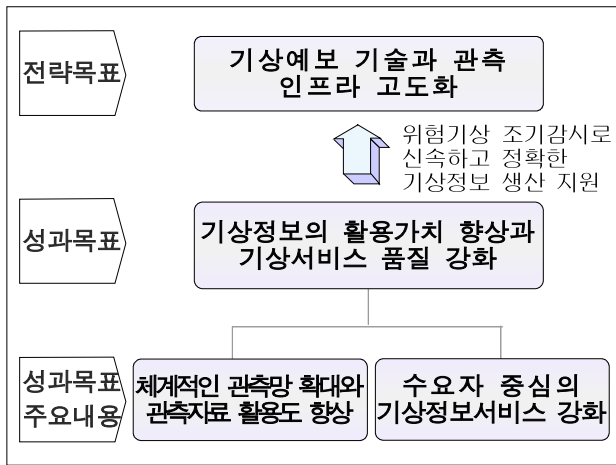 전략목표
기상예보 기술과 관측
인프라 고도화
위험기상 조기감시로
신속하고 정확한
기상정보 생산 지원
성과목표
기상정보의 활용가치 향상과
기상서비스 품질 강화
성과목표
주요내용
체계적인 관측망 확대와
관측자료 활용도 향상
수요자 중심의
기상정보서비스 강화